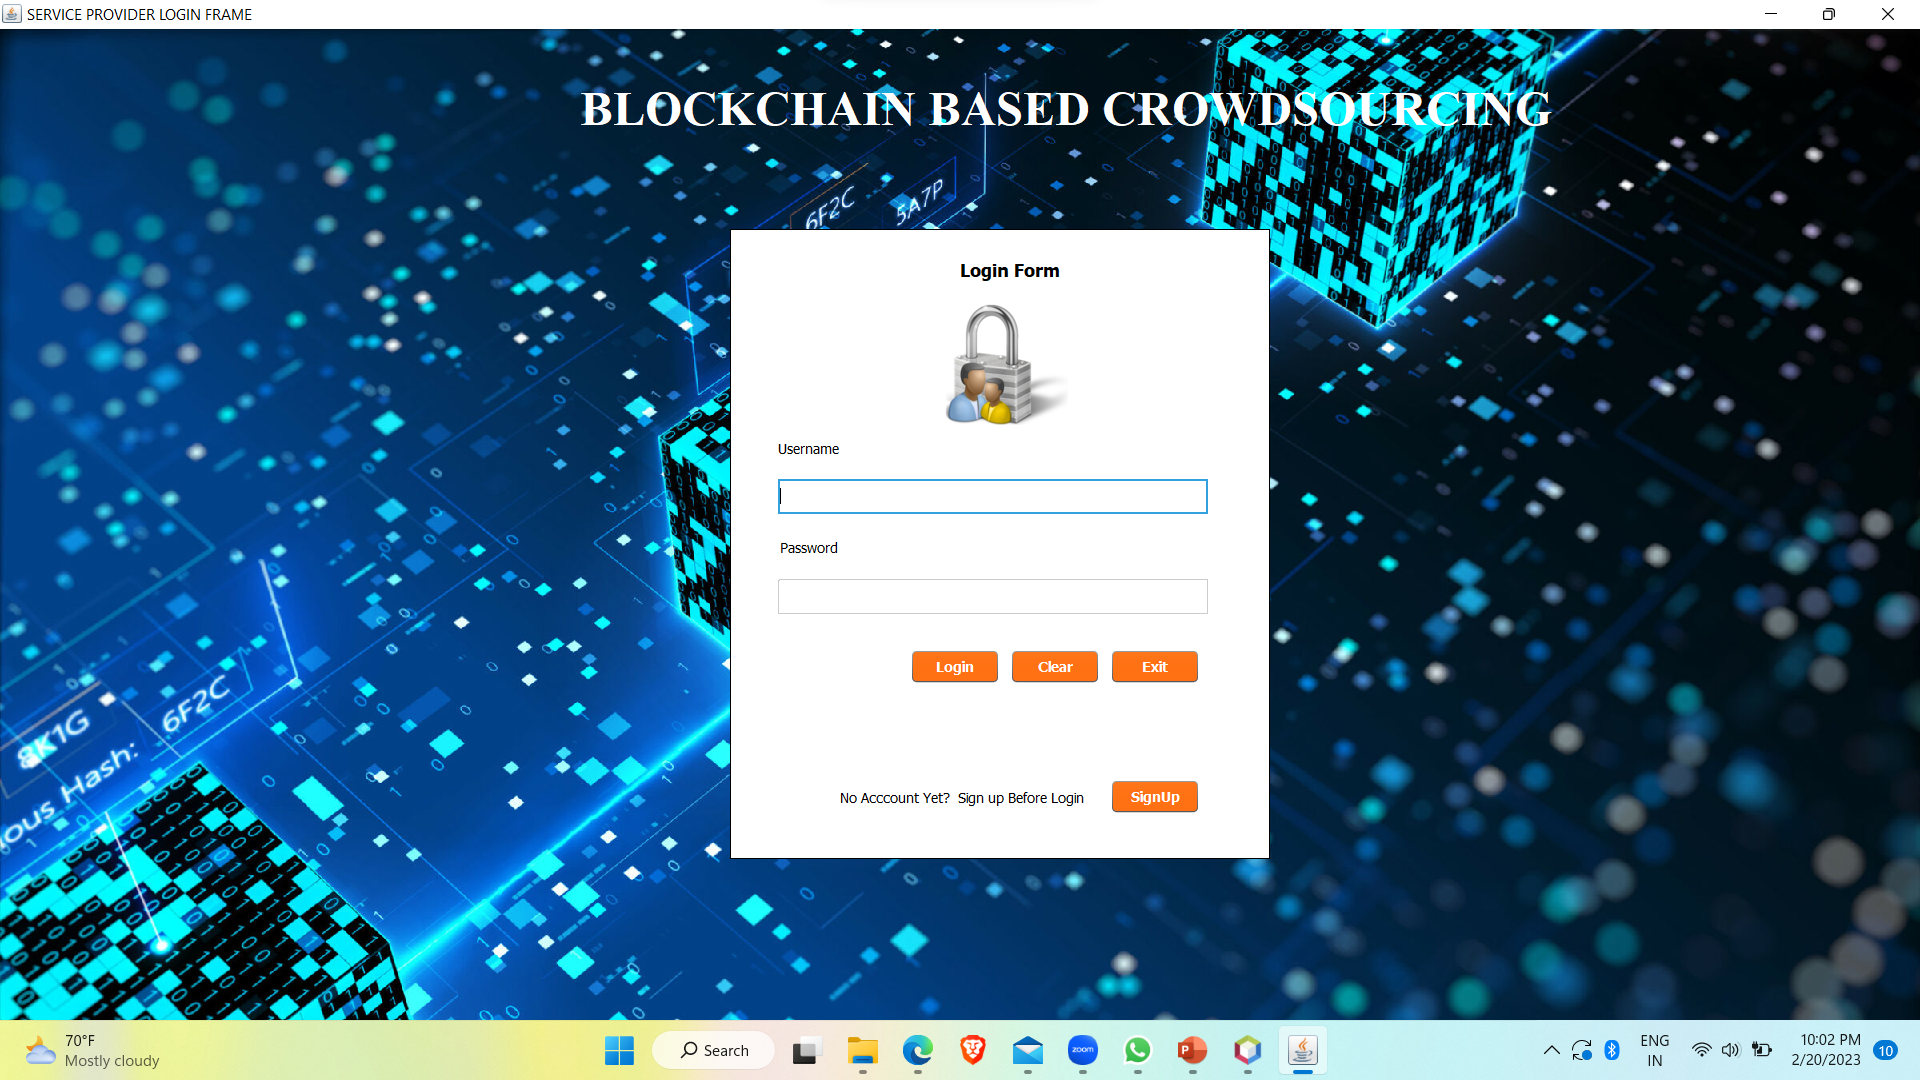 SERVICE PROVIDER LOGIN FRAME
BLOCKCHAIN BASED CROWDSOURCING
6F2C
5A7P
Login Form
Username
Password
Login Clear Exit
8K1G
6F2C
ious Hash:
No Acccount Yet? Sign up Before Login SignUp
70°F
Mostly cloudy
Search
zoom
ENG
IN
10:02 PM
2/20/2023
10